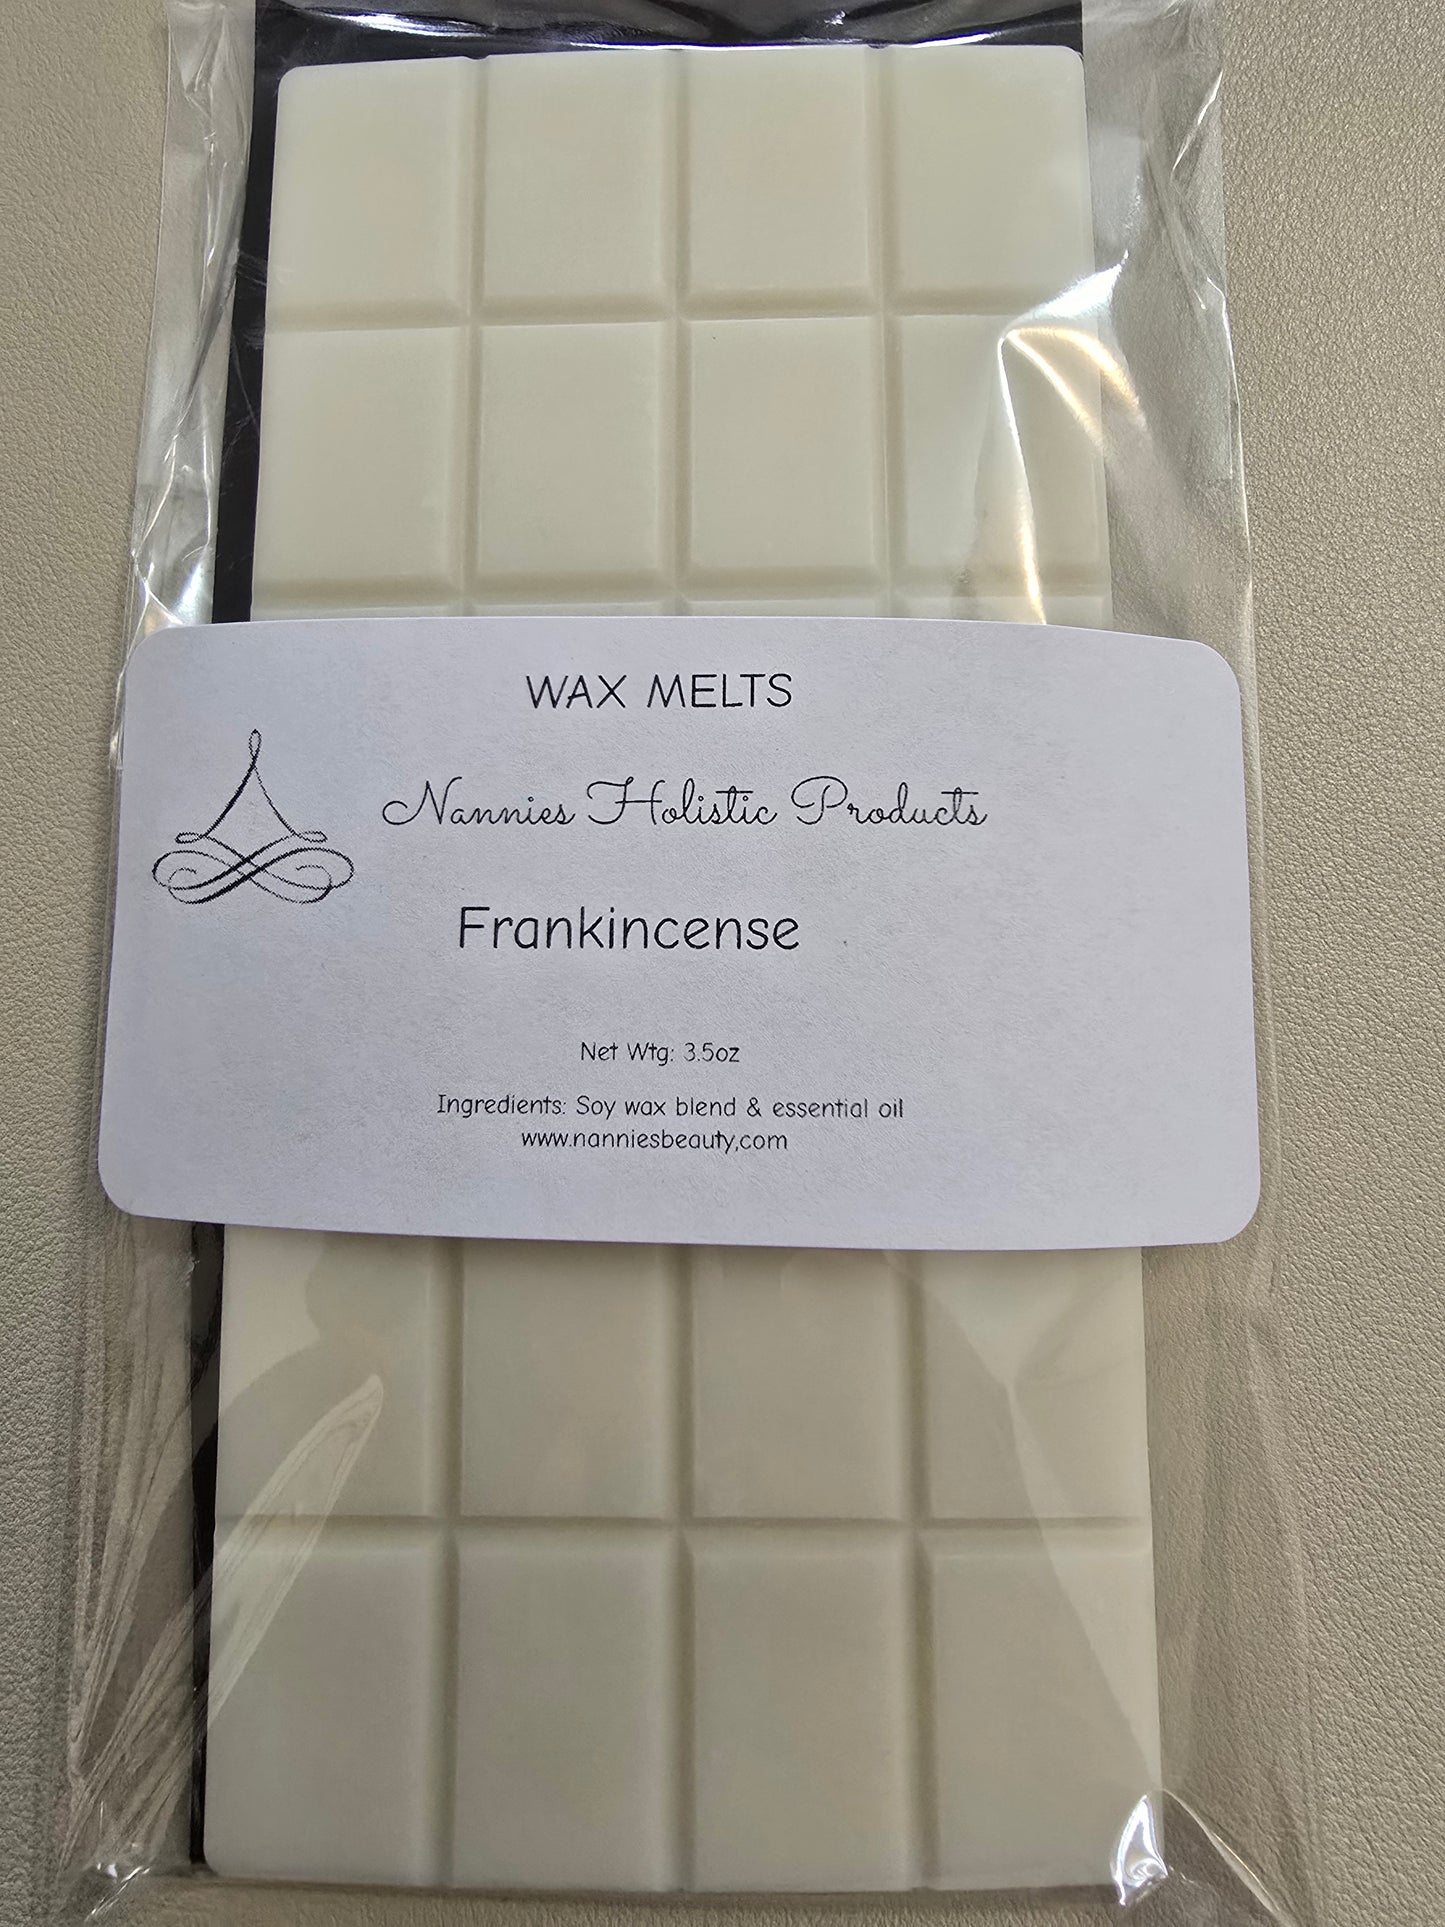 WAX MELTS
Nannies Holistic Products
Frankincense
Net Wtg: 3.5oz
Ingredients: Soy wax blend & essential oil
www.nanniesbeauty,com